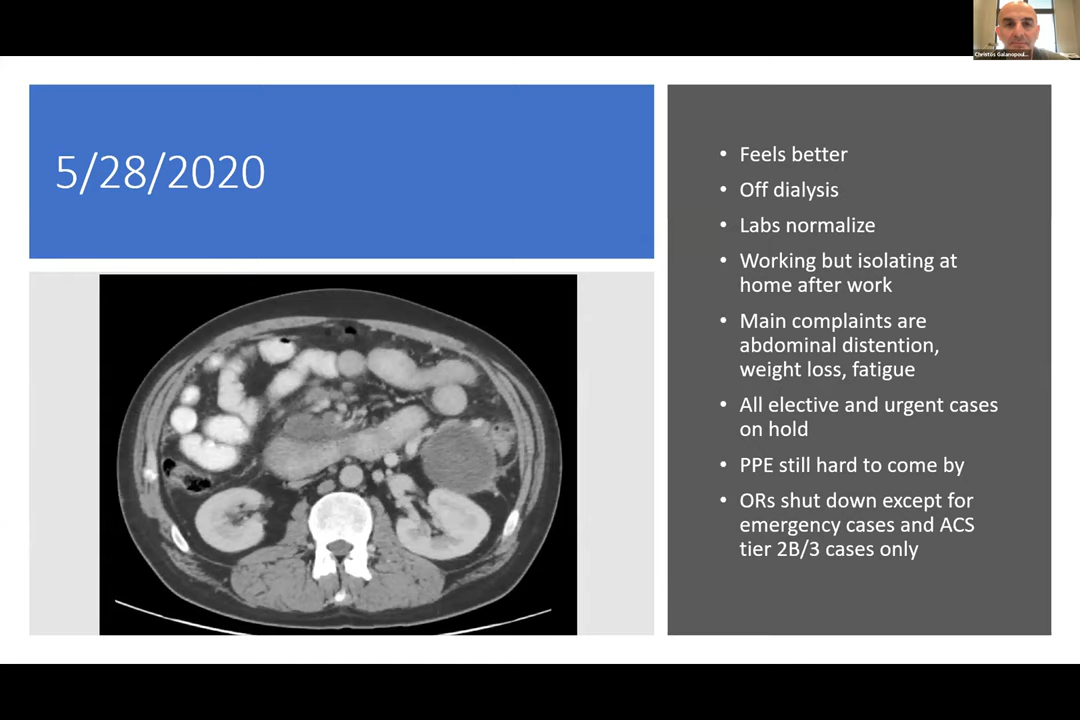 Christos Galanopoul...
5/28/2020
• Feels better
• Off dialysis
• Labs normalize
• Working but isolating at
home after work
• Main complaints are
abdominal distention,
weight loss, fatigue
• All elective and urgent cases
on hold
• PPE still hard to come by
• ORs shut down except for
emergency cases and ACS
tier 2B/3 cases only